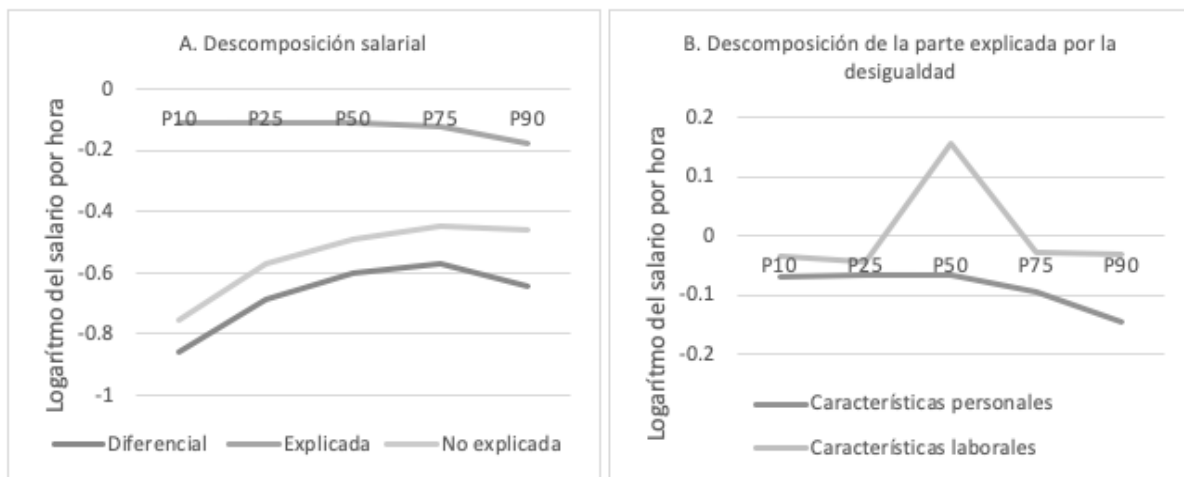 A. Descomposición salarial
Logarítmo del salario por hora
0
-0.2
-0.4
-0.6
-0.8
-1
P10 P25 P50 P75 P90
Diferencial Explicada No explicada
B. Descomposición de la parte explicada por la
desigualdad
Logarítmo del salario por hora
0.2
0.1
0
-0.1
-0.2
P10 P25 P50 P75 P90
Características personales
Características laborales